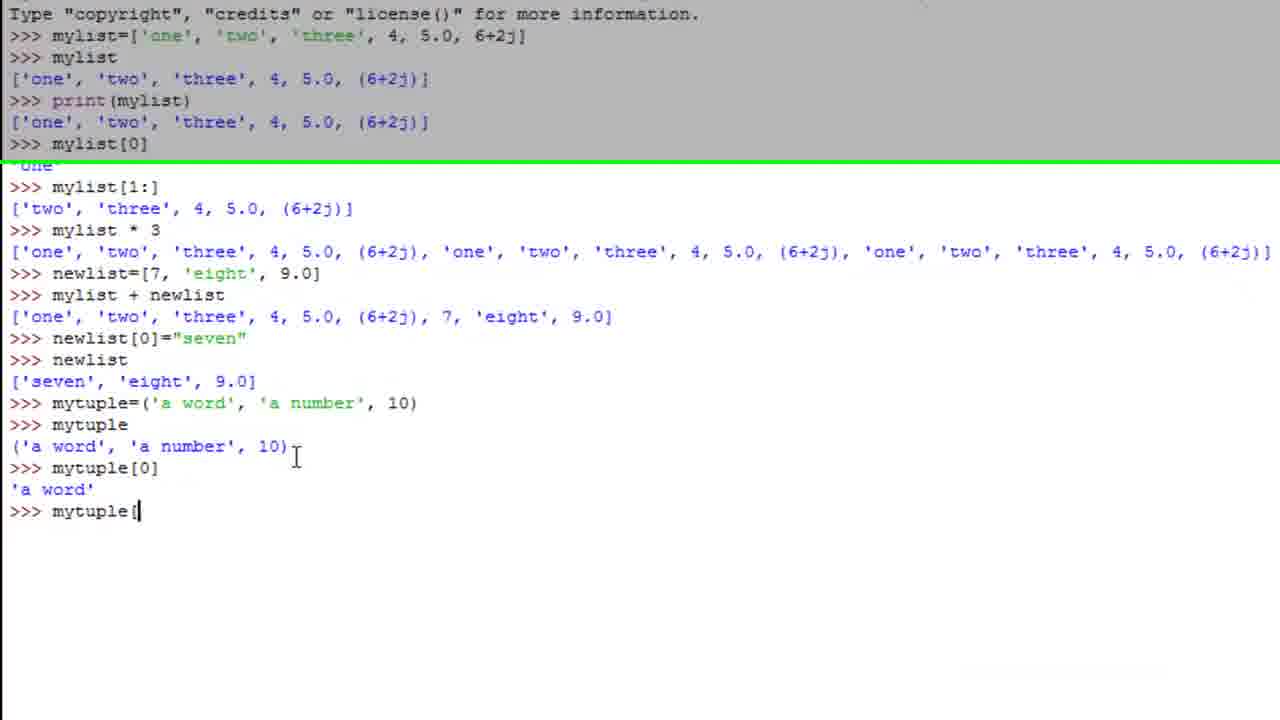 Type "copyright", "credits" or "license()" for more information.
>>> mylist=['one', 'two', 'three', 4, 5.0, 6+2j]
>>> mylist
['one', 'two', 'three', 4, 5.0, (6+2j)]
>>> print(mylist)
['one', 'two', 'three', 4, 5.0, (6+2j)]
>>> mylist[0]
'one'
>>> mylist[1:]
['two', 'three', 4, 5.0, (6+2j)]
>>> mylist * 3
['one', 'two', 'three', 4, 5.0, (6+2j), 'one', 'two', 'three', 4, 5.0, (6+2j), 'one', 'two', 'three', 4, 5.0, (6+2j)]
>>> newlist=[7, 'eight', 9.0]
>>> mylist + newlist
['one', 'two', 'three', 4, 5.0, (6+2j), 7, 'eight', 9.0]
>>> newlist[0]="seven"
>>> newlist
['seven', 'eight', 9.0]
>>> mytuple=('a word', 'a number', 10)
>>> mytuple
('a word', 'a number', 10)
>>> mytuple[0]
'a word'
>>> mytuple[